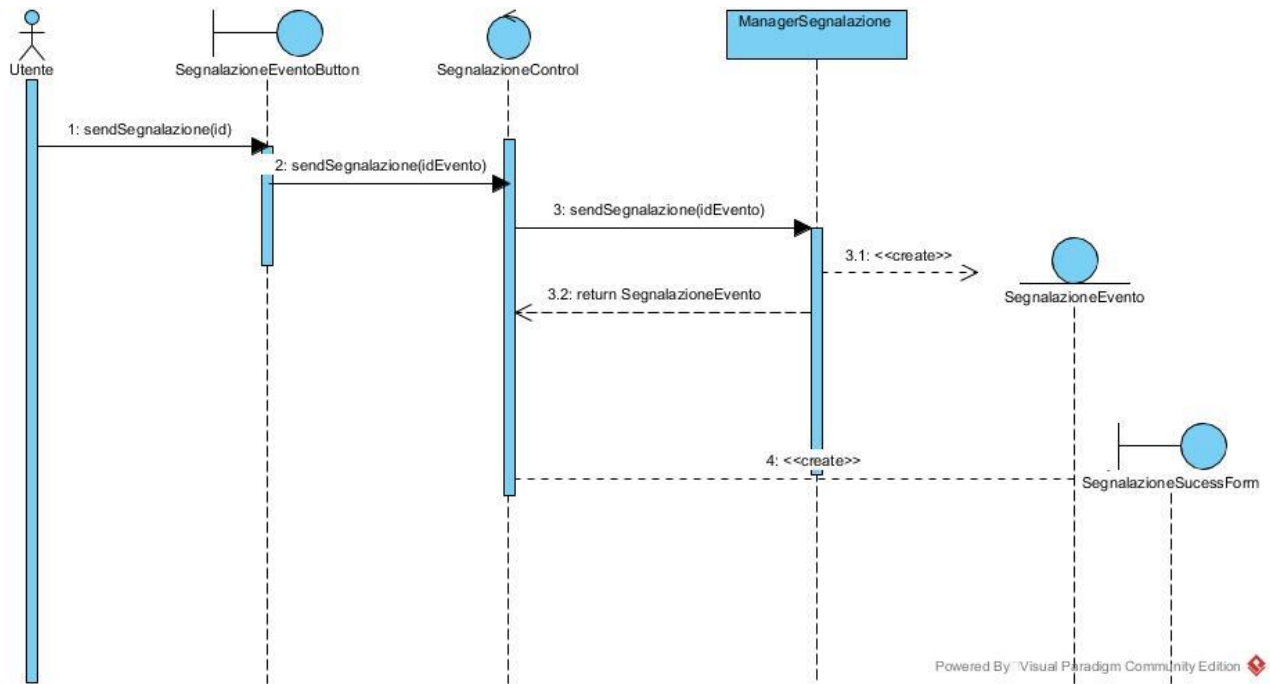 ManagerSegnalazione
Utente
SegnalazioneEventoButton
SegnalazioneControl
1: sendSegnalazione(id)
2: sendSegnalazione(idEvento)
3: sendSegnalazione(idEvento)
3.1: <<create>>
3.2: return SegnalazioneEvento
SegnalazioneEvento
4: <<create>>
SegnalazioneSucessForm
Powered By Visual Paradigm Community Edition